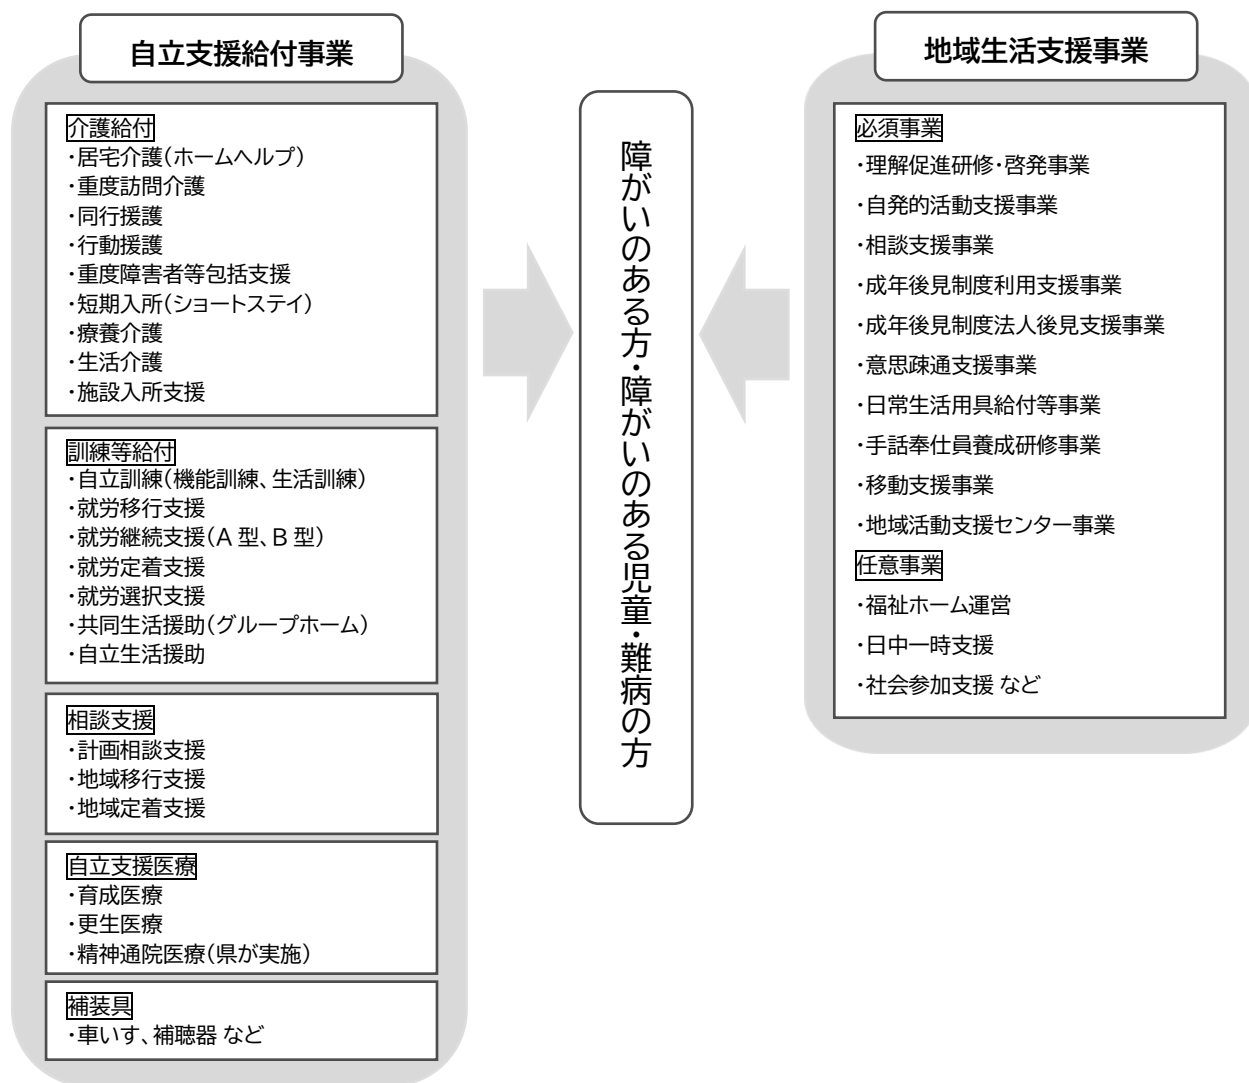 自立支援給付事業
介護給付
・居宅介護(ホームヘルプ)
・重度訪問介護
・同行援護
・行動援護
・重度障害者等包括支援
・短期入所(ショートステイ)
・療養介護
・生活介護
・施設入所支援
訓練等給付
・自立訓練(機能訓練、生活訓練)
・就労移行支援
・就労継続支援(A 型、B 型)
・就労定着支援
・就労選択支援
・共同生活援助(グループホーム)
・自立生活援助
相談支援
・計画相談支援
・地域移行支援
・地域定着支援
自立支援医療
・育成医療
・更生医療
・精神通院医療(県が実施)
補装具
・車いす、補聴器 など
障がいのある方・障がいのある児童・難病の方
地域生活支援事業
必須事業
・理解促進研修・啓発事業
・自発的活動支援事業
・相談支援事業
・成年後見制度利用支援事業
・成年後見制度法人後見支援事業
・意思疎通支援事業
・日常生活用具給付等事業
・手話奉仕員養成研修事業
・移動支援事業
・地域活動支援センター事業
任意事業
・福祉ホーム運営
・日中一時支援
・社会参加支援 など